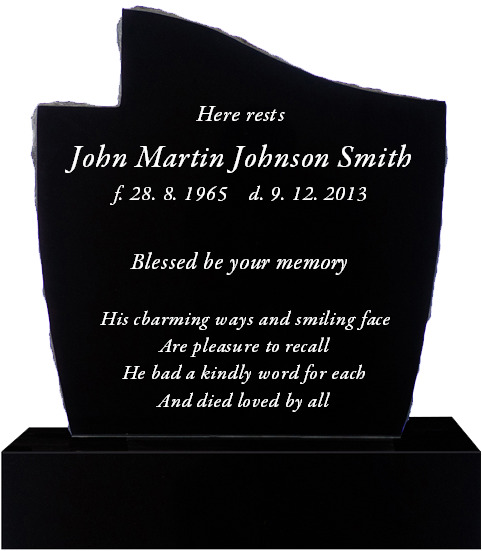 Here rests
John Martin Johnson Smith
f. 28. 8. 1965 d. 9. 12. 2013
Blessed be your memory
His charming ways and smiling face
Are pleasure to recall
He had a kindly word for each
And died loved by all